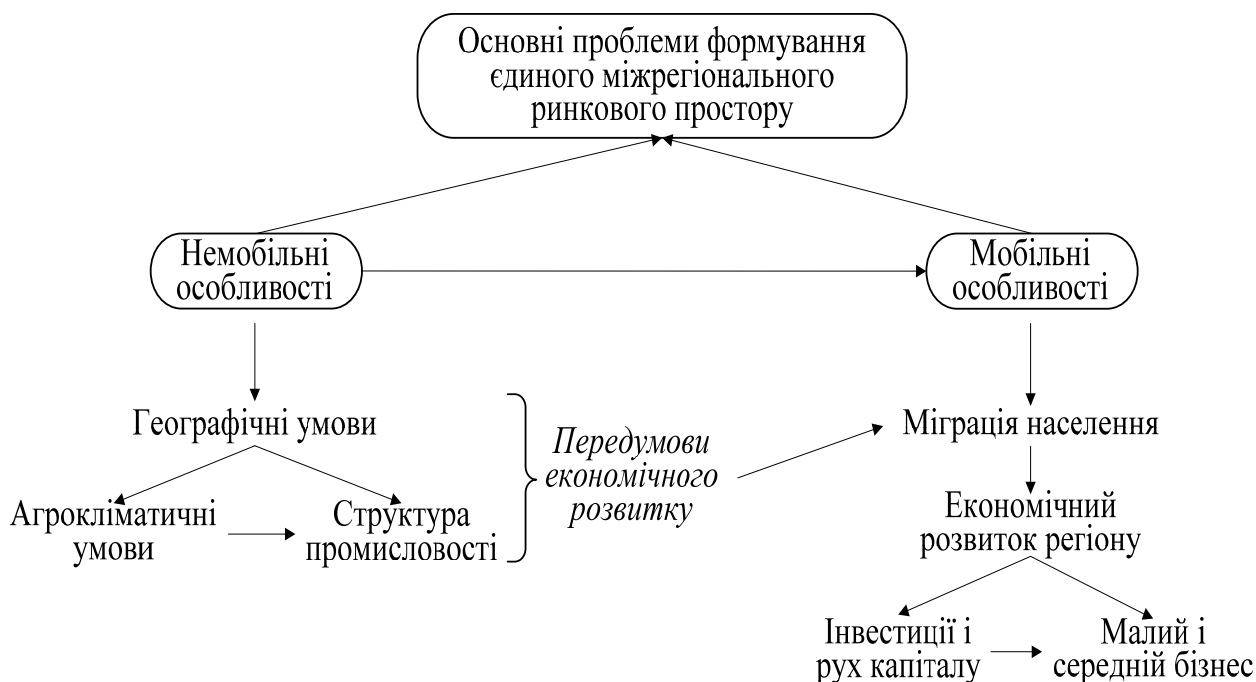 Основні проблеми формування
єдиного міжрегіонального
ринкового простору
Немобільні
особливості
Мобільні
особливості
Географічні умови
Агрокліматичні
умови
Структура
промисловості
Передумови
економічного
розвитку
Міграція населення
Економічний
розвиток регіону
Інвестиції і
рух капіталу
Малий і
середній бізнес